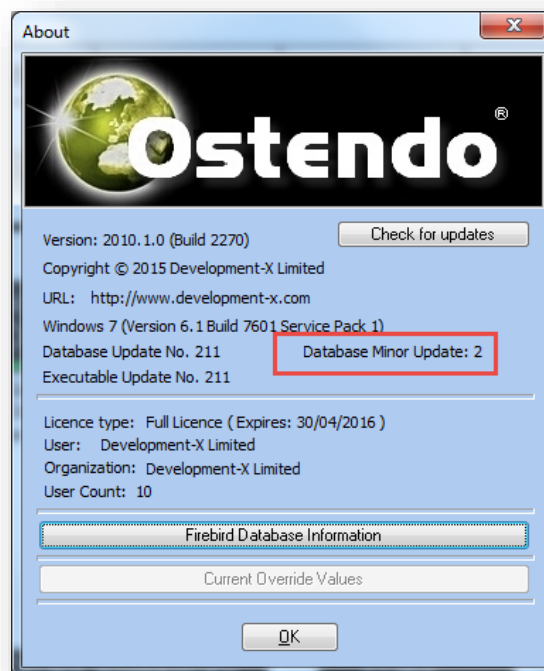 About
Ostendo®
Version: 2010.1.0 (Build 2270)
Check for updates
Copyright © 2015 Development-X Limited
URL: http://www.development-x.com
Windows 7 (Version 6.1 Build 7601 Service Pack 1)
Database Update No. 211
Database Minor Update: 2
Executable Update No. 211
Licence type: Full Licence ( Expires: 30/04/2016 )
User: Development-X Limited
Organization: Development-X Limited
User Count: 10
Firebird Database Information
Current Override Values
OK